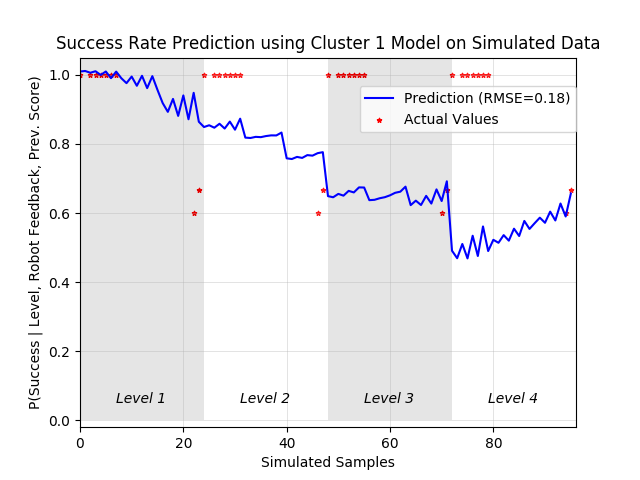 Success Rate Prediction using Cluster 1 Model on Simulated Data
P(Success | Level, Robot Feedback, Prev. Score)
1.0
0.8
0.6
0.4
0.2
0.0
Prediction (RMSE=0.18)
Actual Values
Level 1 Level 2 Level 3 Level 4
0 20 40 60 80
Simulated Samples